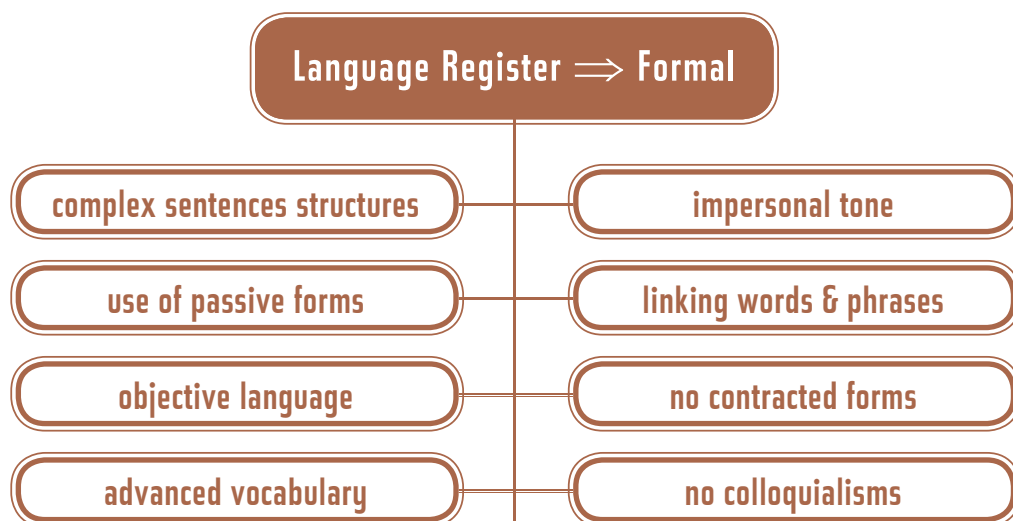 Language Register ⟹ Formal
complex sentences structures
impersonal tone
use of passive forms
linking words & phrases
objective language
no contracted forms
advanced vocabulary
no colloquialisms